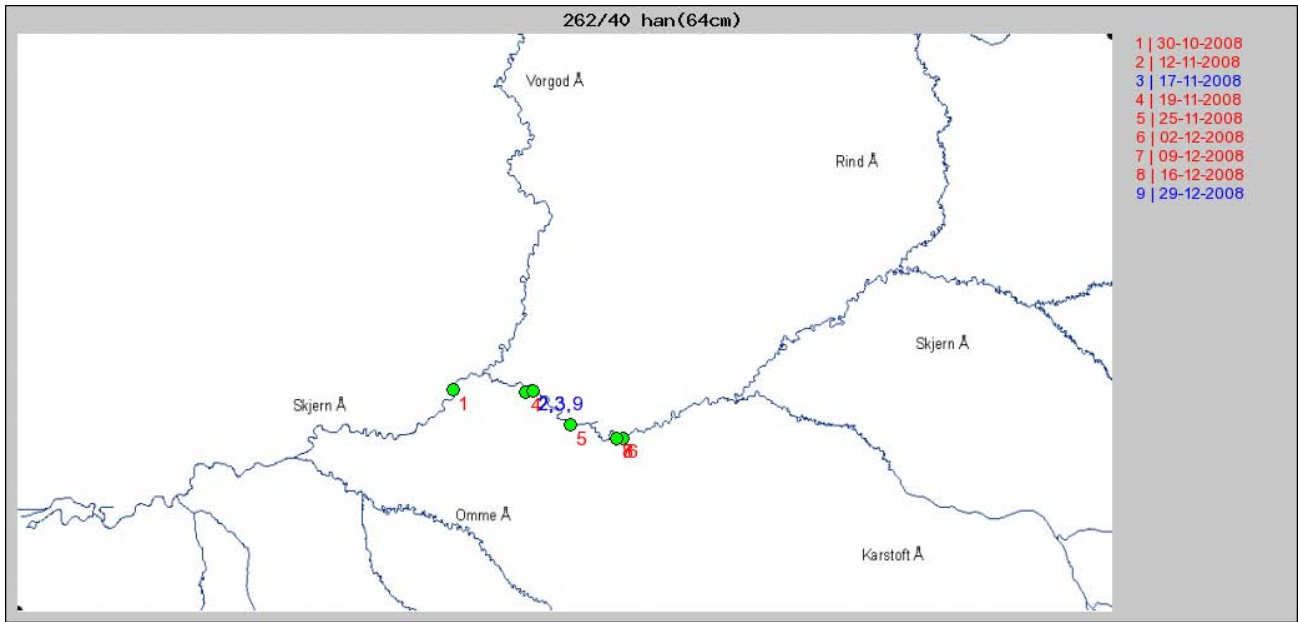 262/40 han(64cm)
1 | 30-10-2008
2 | 12-11-2008
3 | 17-11-2008
4 | 19-11-2008
5 | 25-11-2008
6 | 02-12-2008
7 | 09-12-2008
8 | 16-12-2008
9 | 29-12-2008
Vorgod Å
Rind Å
Skjern Å
Skjern Å
1
4
2,3,9
5
6
Omme Å
Karstoft Å